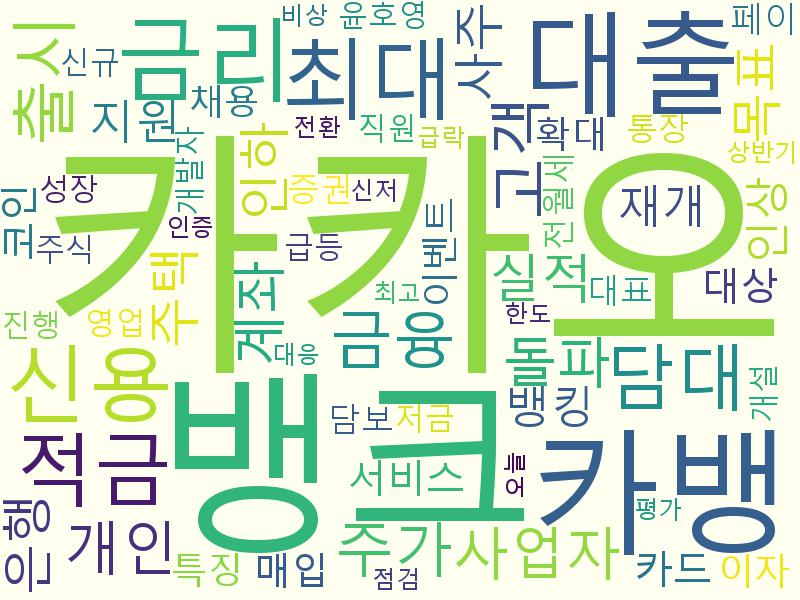 출시
신규
금리
비상
윤호영
최대
사주
대출
페이
목표
지원
채용
전환
직원
급락
고객
확대
통장
상반기
개발자
인하
카카오
코인
성장
주식
인증
증권
신저
급등
전월세
재개
인상
주택
계좌
이벤트
실적
최고
대표
대상
한도
진행
영업
대응
금융
돌파
담대
개설
신용
뱅크
담보
저금
뱅킹
카뱅
적금
서비스
오늘
은행
개인
특징
매입
주가
점검
사업자
평가
카드
이자